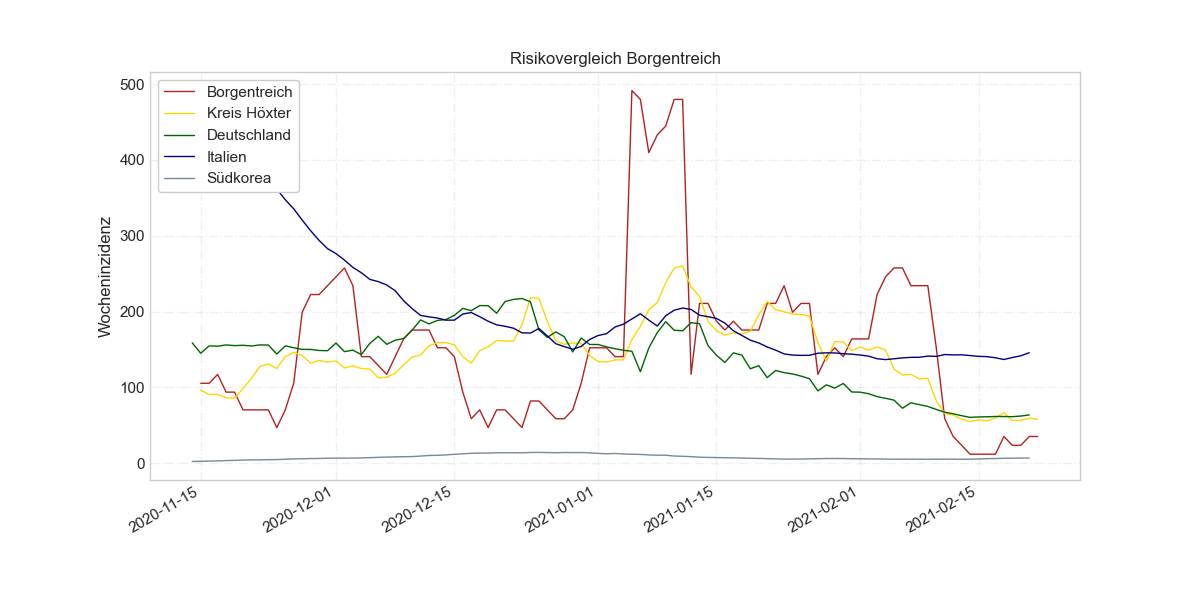 Risikovergleich Borgentreich
Wocheninzidenz
500
400
300
200
100
0
Borgentreich
Kreis Höxter
Deutschland
Italien
Südkorea
2020-11-15
2020-12-01
2020-12-15
2021-01-01
2021-01-15
2021-02-01
2021-02-15